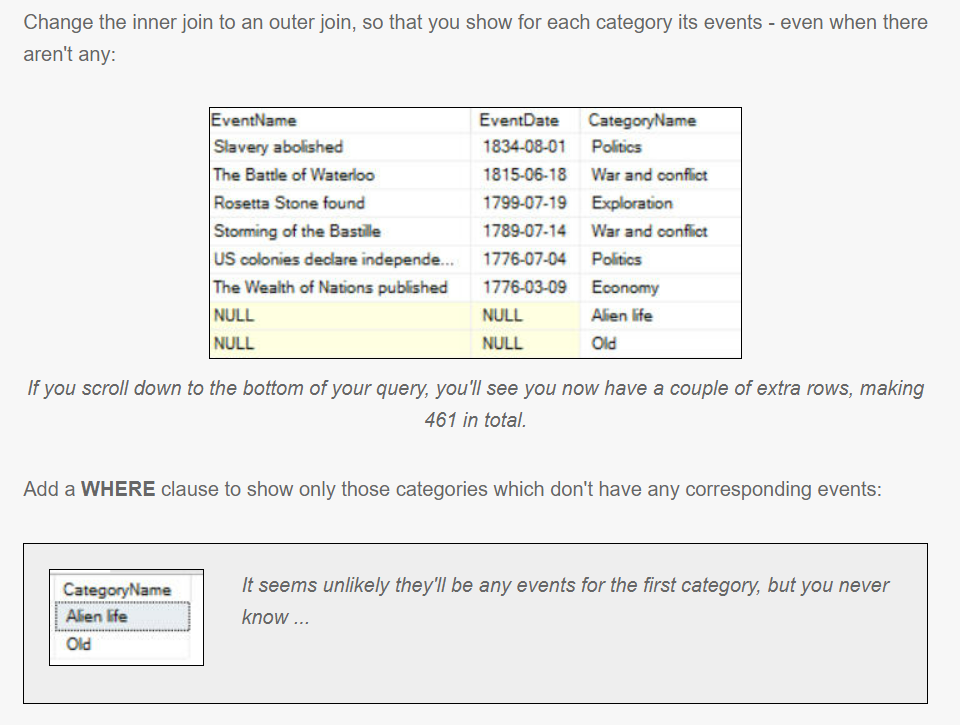 Change the inner join to an outer join, so that you show for each category its events - even when there
aren't any:
EventName EventDate CategoryName
Slavery abolished 1834-08-01 Politics
The Battle of Waterloo 1815-06-18 War and conflict
Rosetta Stone found 1799-07-19 Exploration
Storming of the Bastille 1789-07-14 War and conflict
US colonies declare independe... 1776-07-04 Politics
The Wealth of Nations published 1776-03-09 Economy
NULL NULL Alien life
NULL NULL Old
If you scroll down to the bottom of your query, you'll see you now have a couple of extra rows, making
461 in total.
Add a WHERE clause to show only those categories which don't have any corresponding events:
CategoryName
Alien life
Old
It seems unlikely they'll be any events for the first category, but you never
know ...